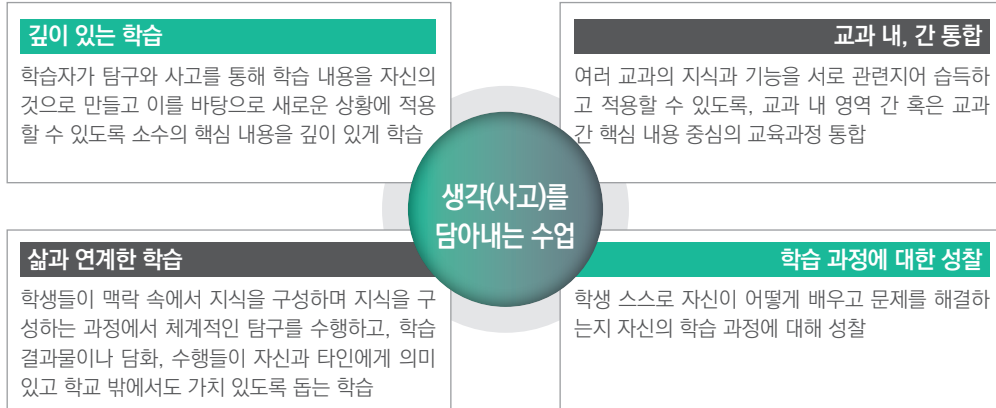 깊이 있는 학습
학습자가 탐구와 사고를 통해 학습 내용을 자신의
것으로 만들고 이를 바탕으로 새로운 상황에 적용
할 수 있도록 소수의 핵심 내용을 깊이 있게 학습
교과 내, 간 통합
여러 교과의 지식과 기능을 서로 관련지어 습득하
고 적용할 수 있도록, 교과 내 영역 간 혹은 교과
간 핵심 내용 중심의 교육과정 통합
생각(사고)를
담아내는 수업
삶과 연계한 학습
학생들이 맥락 속에서 지식을 구성하며 지식을 구
성하는 과정에서 체계적인 탐구를 수행하고, 학습
결과물이나 담화, 수행들이 자신과 타인에게 의미
있고 학교 밖에서도 가치 있도록 돕는 학습
학습 과정에 대한 성찰
학생 스스로 자신이 어떻게 배우고 문제를 해결하
는지 자신의 학습 과정에 대해 성찰